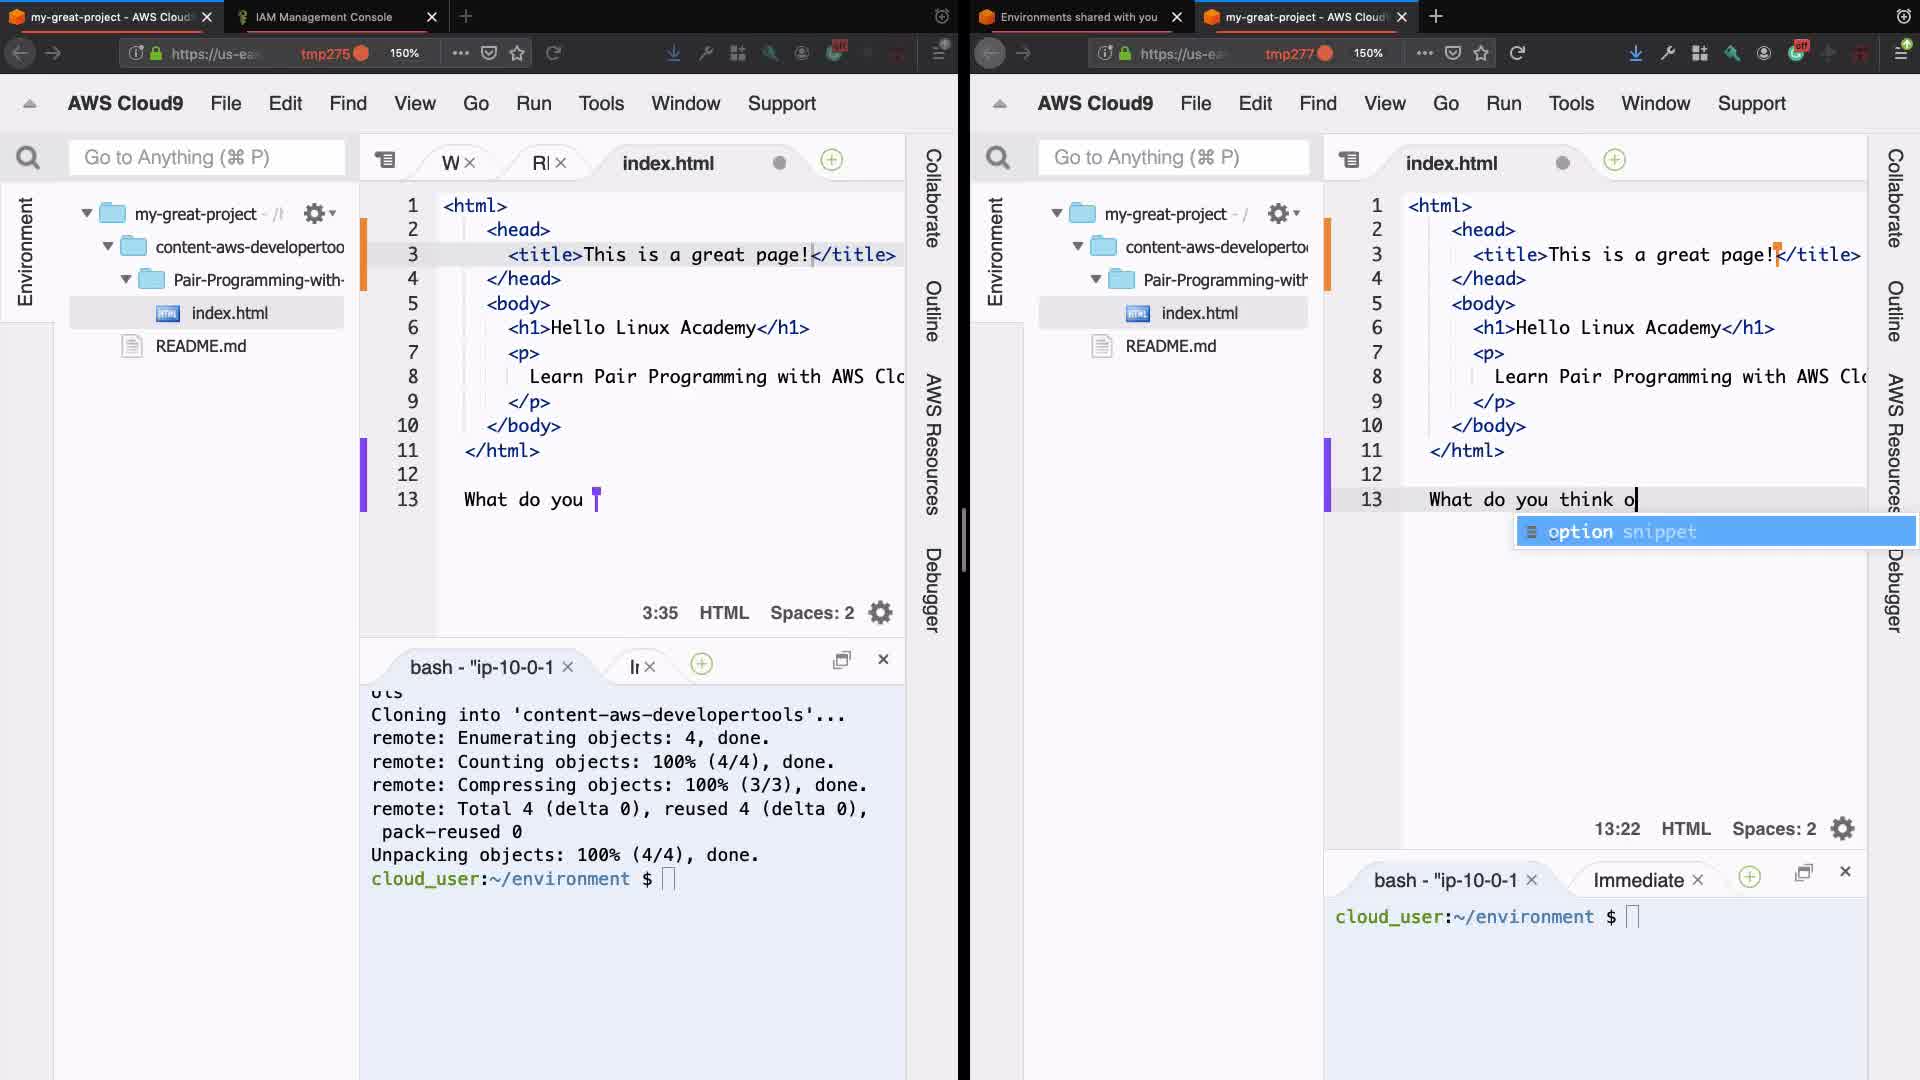 my-great-project - AWS Cloud9
IAM Management Console
https://us-eas
tmp275
150%
AWS Cloud9 File Edit Find View Go Run Tools Window Support
Go to Anything (⌘ P)
W
index.html
Environment
my-great-project - /
content-aws-developertoo
Pair-Programming-with-
index.html
README.md
1 <html>
2 <head>
3 <title>This is a great page!</title>
4 </head>
5 <body>
6 <h1>Hello Linux Academy</h1>
7 <p>
8 Learn Pair Programming with AWS Clo
9 </p>
10 </body>
11 </html>
12
13 What do you
3:35 HTML Spaces: 2
Collaborate
Outline
AWS Resources
Debugger
bash - "ip-10-0-1
ols
Cloning into 'content-aws-developertools'...
remote: Enumerating objects: 4, done.
remote: Counting objects: 100% (4/4), done.
remote: Compressing objects: 100% (3/3), done.
remote: Total 4 (delta 0), reused 4 (delta 0),
pack-reused 0
Unpacking objects: 100% (4/4), done.
cloud_user:~/environment $
Environments shared with you
my-great-project - AWS Cloud9
https://us-ea
tmp277
150%
off
AWS Cloud9 File Edit Find View Go Run Tools Window Support
Go to Anything (⌘ P)
index.html
Environment
my-great-project - /
content-aws-developertoo
Pair-Programming-with
index.html
README.md
1 <html>
2 <head>
3 <title>This is a great page!</title>
4 </head>
5 <body>
6 <h1>Hello Linux Academy</h1>
7 <p>
8 Learn Pair Programming with AWS Clo
9 </p>
10 </body>
11 </html>
12
13 What do you think o
option snippet
13:22 HTML Spaces: 2
Collaborate
Outline
AWS Resources
Debugger
bash - "ip-10-0-1
Immediate
cloud_user:~/environment $